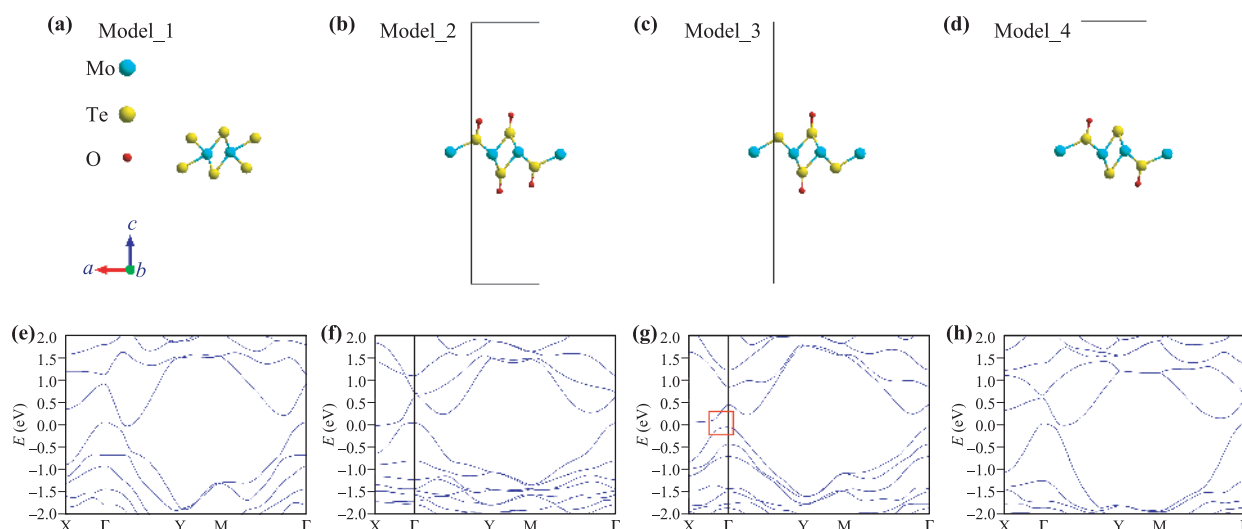 (a) Model_1
Mo
Te
O
c
a
b
(b) Model_2
(c) Model_3
(d) Model_4
(e)
E (eV)
2.0
1.5
1.0
0.5
0.0
−0.5
−1.0
−1.5
−2.0
X Γ Y M Γ
(f)
E (eV)
2.0
1.5
1.0
0.5
0.0
−0.5
−1.0
−1.5
−2.0
X Γ Y M Γ
(g)
E (eV)
2.0
1.5
1.0
0.5
0.0
−0.5
−1.0
−1.5
−2.0
X Γ Y M Γ
(h)
E (eV)
2.0
1.5
1.0
0.5
0.0
−0.5
−1.0
−1.5
−2.0
X Γ Y M Γ